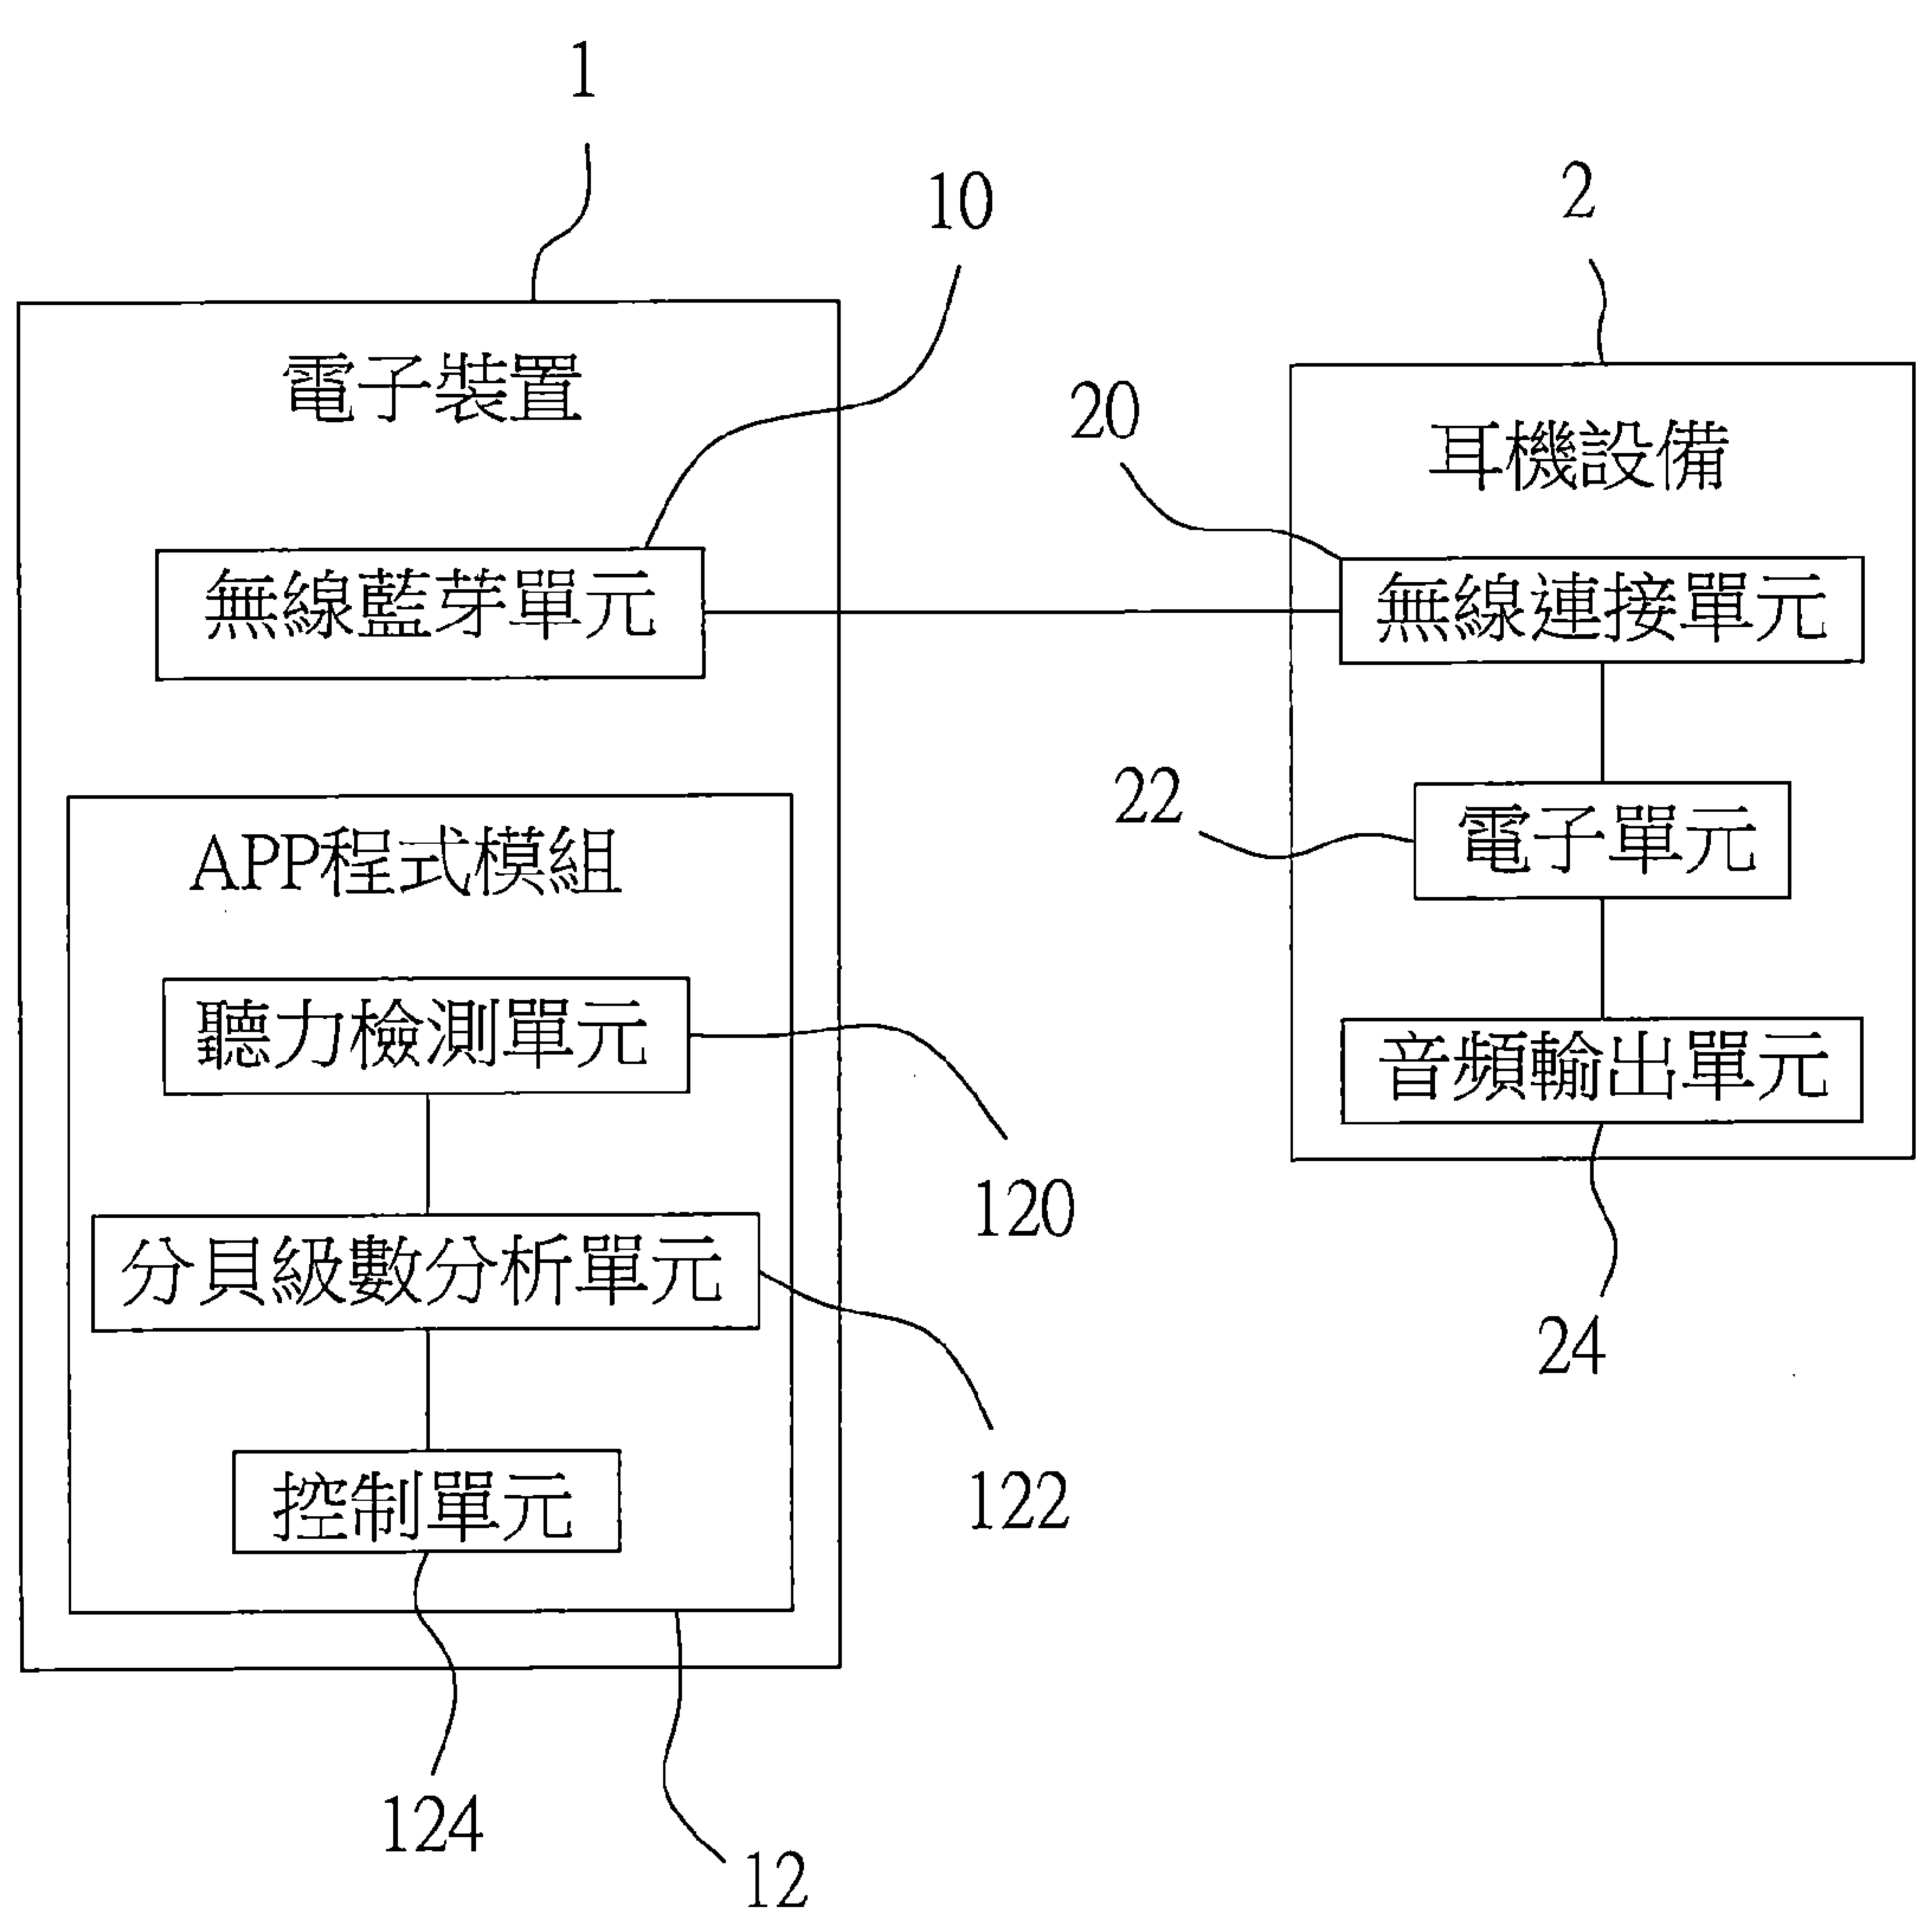 1
10
2
電子裝置
20
耳機設備
無線藍芽單元
無線連接單元
22
電子單元
APP程式模組
聽力檢測單元
音頻輸出單元
120
分貝級數分析單元
24
122
控制單元
124
12